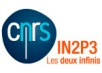 cnrs
IN2P3
Les deux infinis